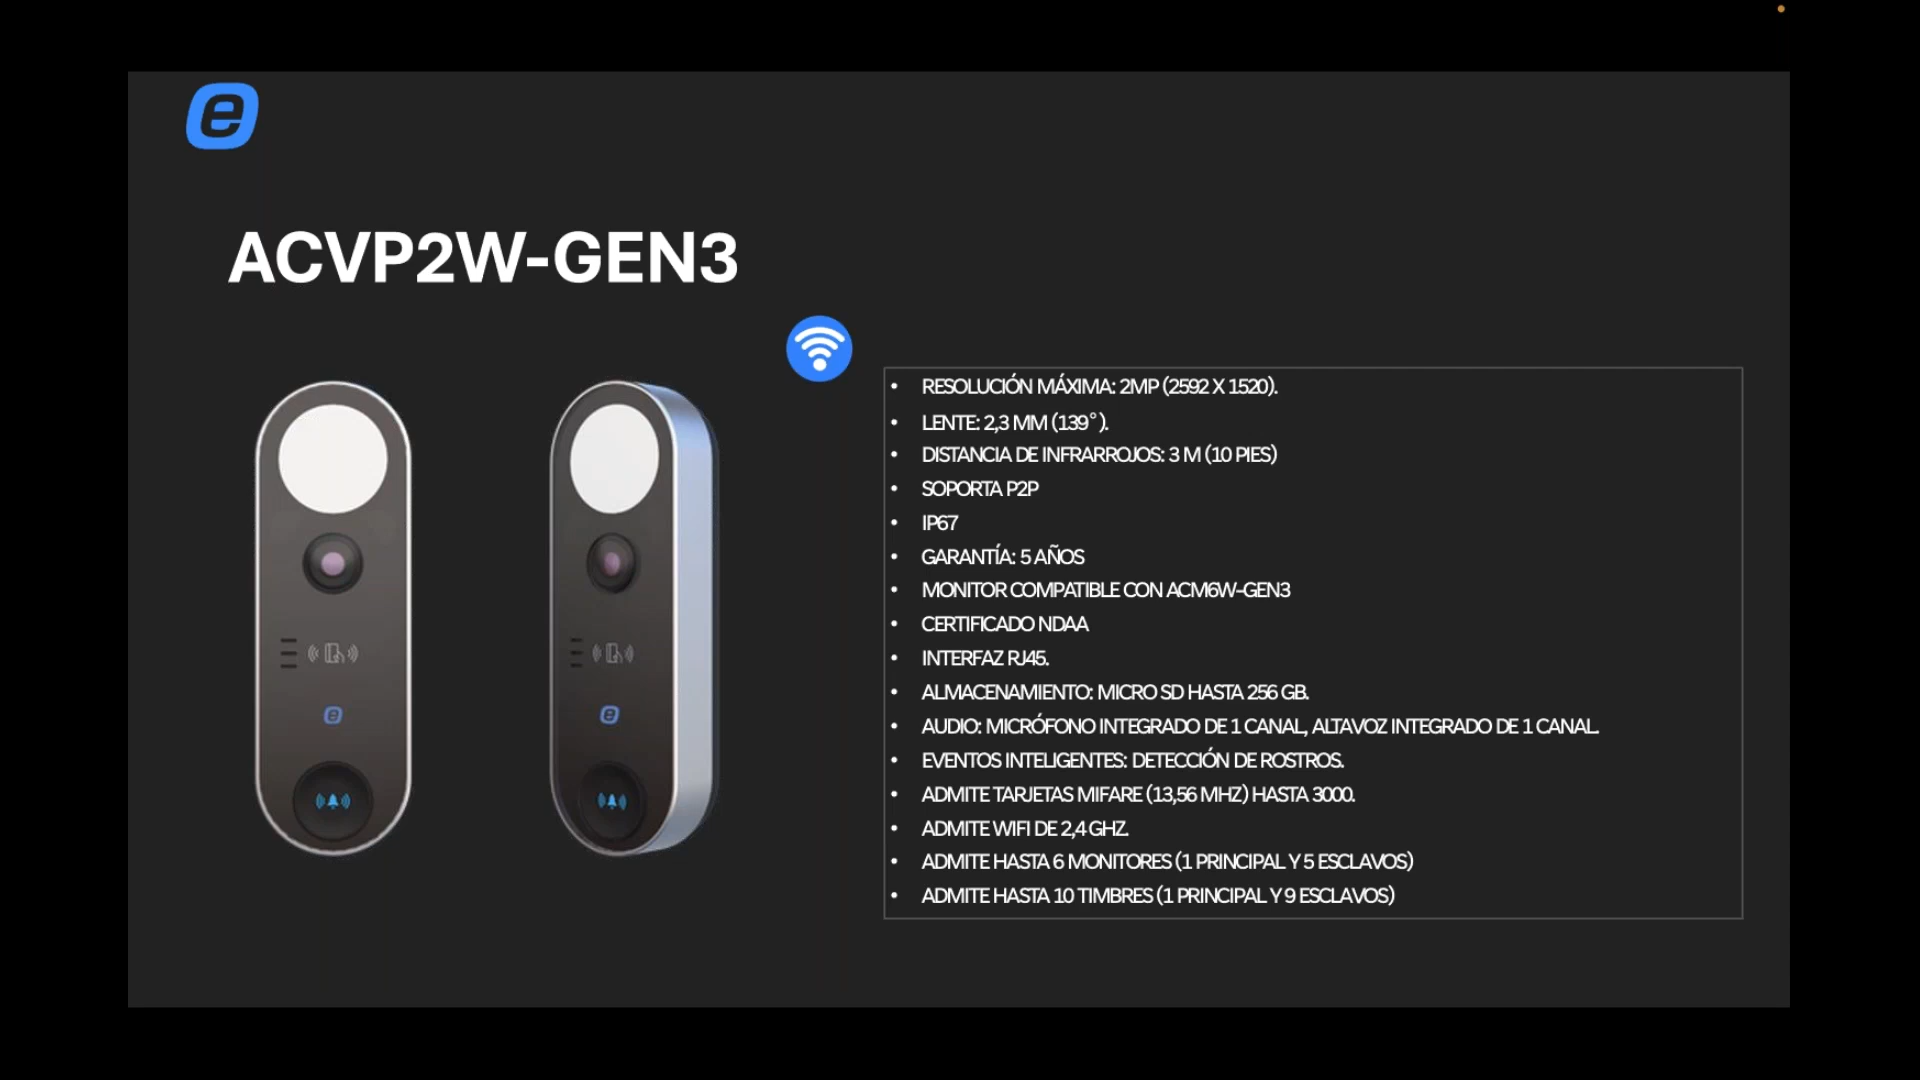 e
ACVP2W-GEN3
• RESOLUCIÓN MÁXIMA: 2MP (2592 X 1520).
• LENTE: 2,3 MM (139°).
• DISTANCIA DE INFRARROJOS: 3 M (10 PIES)
• SOPORTA P2P
• IP67
• GARANTÍA: 5 AÑOS
• MONITOR COMPATIBLE CON ACM6W-GEN3
• CERTIFICADO NDAA
• INTERFAZ RJ45.
• ALMACENAMIENTO: MICRO SD HASTA 256 GB.
• AUDIO: MICRÓFONO INTEGRADO DE 1 CANAL, ALTAVOZ INTEGRADO DE 1 CANAL.
• EVENTOS INTELIGENTES: DETECCIÓN DE ROSTROS.
• ADMITE TARJETAS MIFARE (13,56 MHZ) HASTA 3000.
• ADMITE WIFI DE 2,4 GHZ.
• ADMITE HASTA 6 MONITORES (1 PRINCIPAL Y 5 ESCLAVOS)
• ADMITE HASTA 10 TIMBRES (1 PRINCIPAL Y 9 ESCLAVOS)
e
e